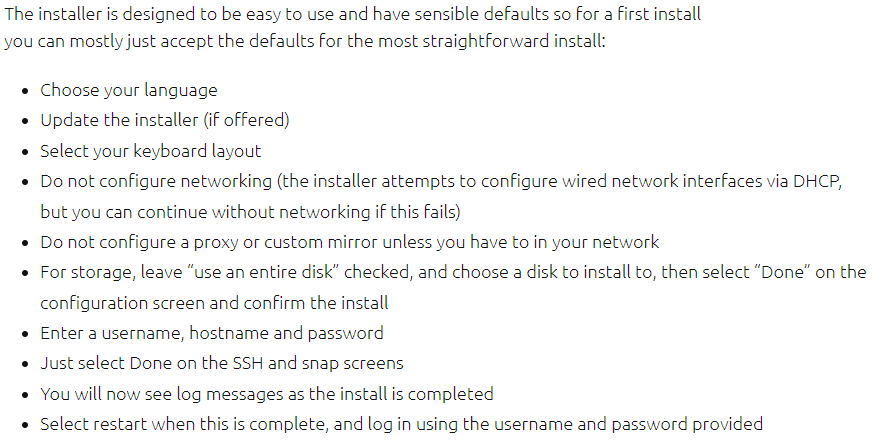 The installer is designed to be easy to use and have sensible defaults so for a first install
you can mostly just accept the defaults for the most straightforward install:
• Choose your language
• Update the installer (if offered)
• Select your keyboard layout
• Do not configure networking (the installer attempts to configure wired network interfaces via DHCP,
but you can continue without networking if this fails)
• Do not configure a proxy or custom mirror unless you have to in your network
• For storage, leave “use an entire disk” checked, and choose a disk to install to, then select “Done” on the
configuration screen and confirm the install
• Enter a username, hostname and password
• Just select Done on the SSH and snap screens
• You will now see log messages as the install is completed
• Select restart when this is complete, and log in using the username and password provided